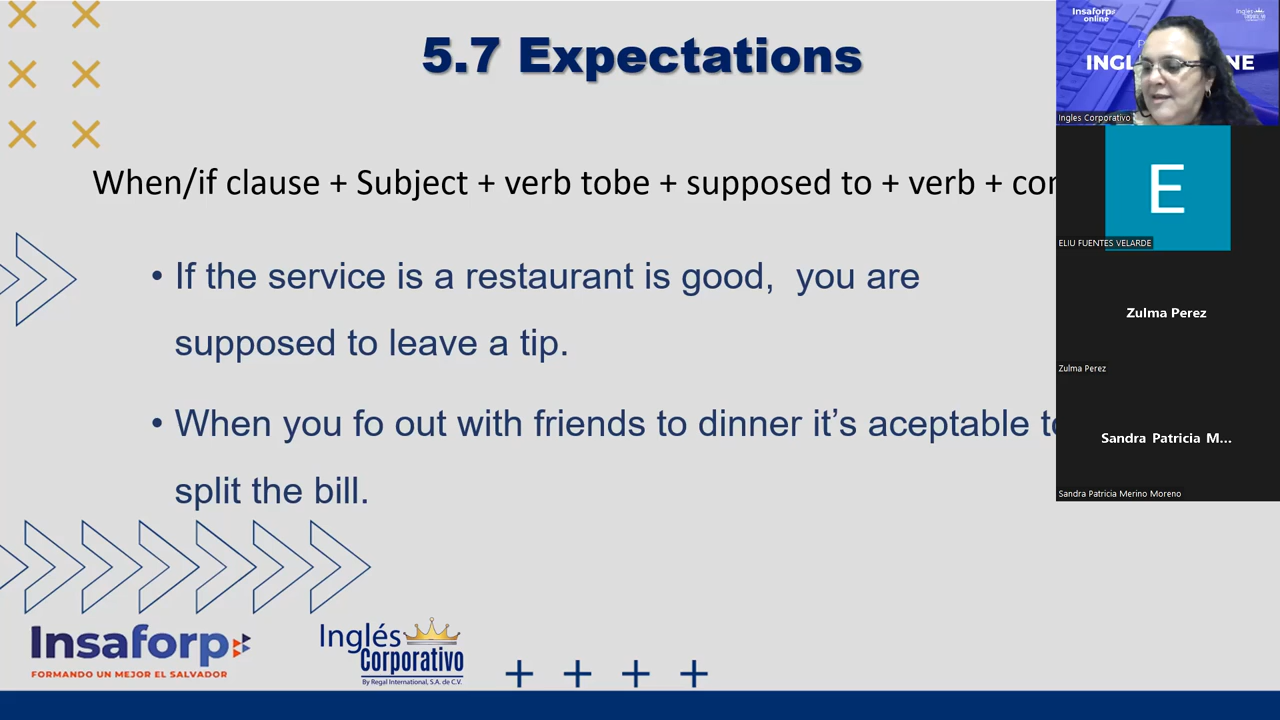 5.7 Expectations
When/if clause + Subject + verb tobe + supposed to + verb +
• If the service is a restaurant is good, you are
supposed to leave a tip.
• When you fo out with friends to dinner it's aceptable
split the bill.
Insaforp
FORMANDO UN MEJOR EL SALVADOR
Inglés
Corporativo
By Regal International, S.A. de C.V.
Insaforp
online
Inglés
INGL
NE
Ingles Corporativo
E
ELIU FUENTES VELARDE
Zulma Perez
Zulma Perez
Sandra Patricia M...
Sandra Patricia Merino Moreno